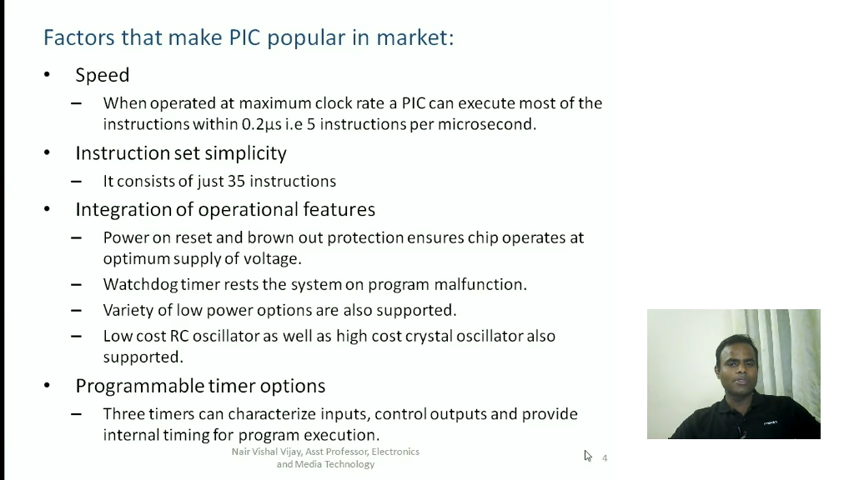 Factors that make PIC popular in market:
• Speed
– When operated at maximum clock rate a PIC can execute most of the
instructions within 0.2µs i.e 5 instructions per microsecond.
• Instruction set simplicity
– It consists of just 35 instructions
• Integration of operational features
– Power on reset and brown out protection ensures chip operates at
optimum supply of voltage.
– Watchdog timer rests the system on program malfunction.
– Variety of low power options are also supported.
– Low cost RC oscillator as well as high cost crystal oscillator also
supported.
• Programmable timer options
– Three timers can characterize inputs, control outputs and provide
internal timing for program execution.
Nair Vishal Vijay, Asst Professor, Electronics
and Media Technology
4